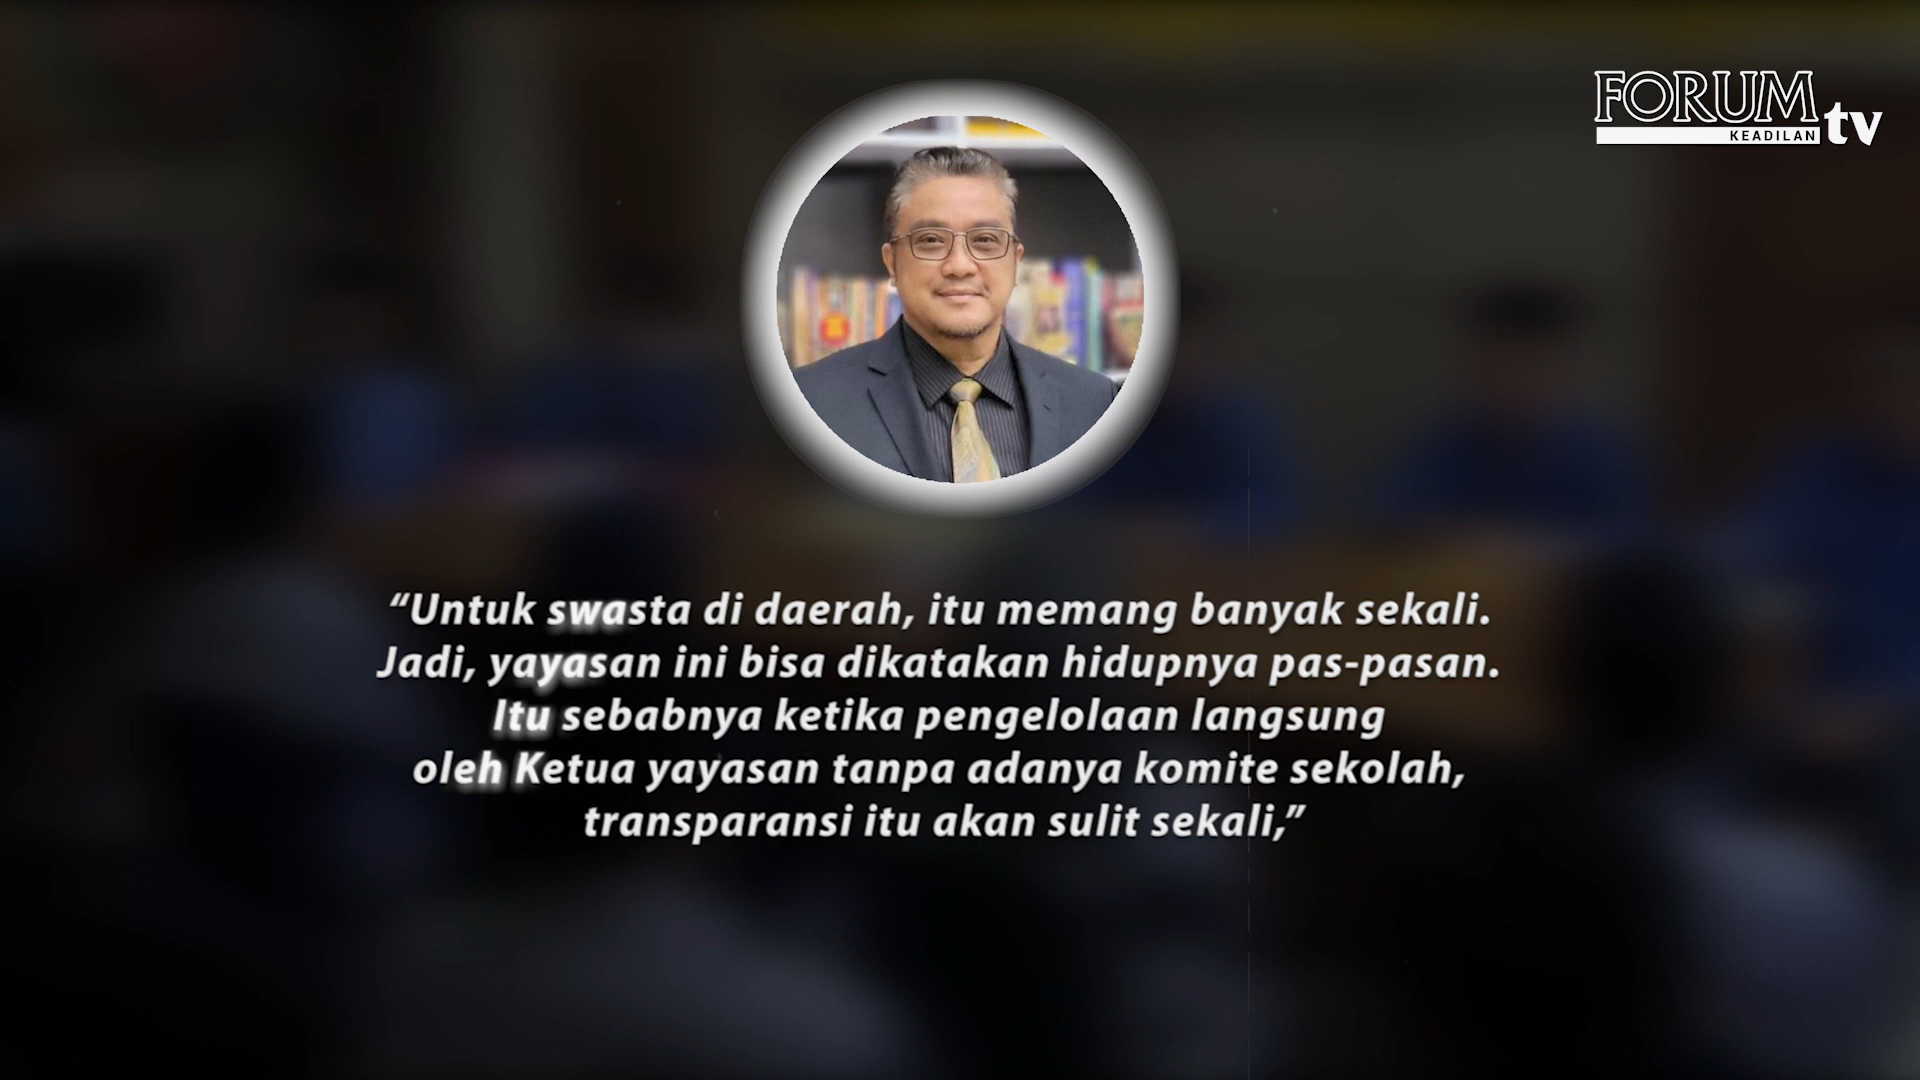 FORUM
KEADILAN
tv
“Untuk swasta di daerah, itu memang banyak sekali.
Jadi, yayasan ini bisa dikatakan hidupnya pas-pasan.
Itu sebabnya ketika pengelolaan langsung
oleh Ketua yayasan tanpa adanya komite sekolah,
transparansi itu akan sulit sekali,”